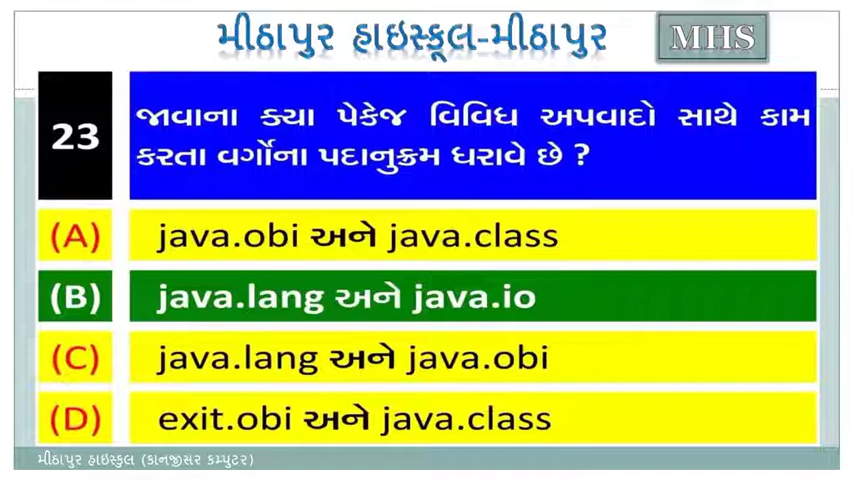 મીઠાપુર હાઇસ્કૂલ-મીઠાપુર
MHS
23
જાવાના ક્યા પેકેજ વિવિધ અપવાદો સાથે કામ
કરતા વર્ગોના પદાનુક્રમ ધરાવે છે ?
(A) java.obi અને java.class
(B) java.lang અને java.io
(C) java.lang અને java.obi
(D) exit.obi અને java.class
મીઠાપુર હાઇસ્કુલ (કાનજીસર કમ્પુટર)